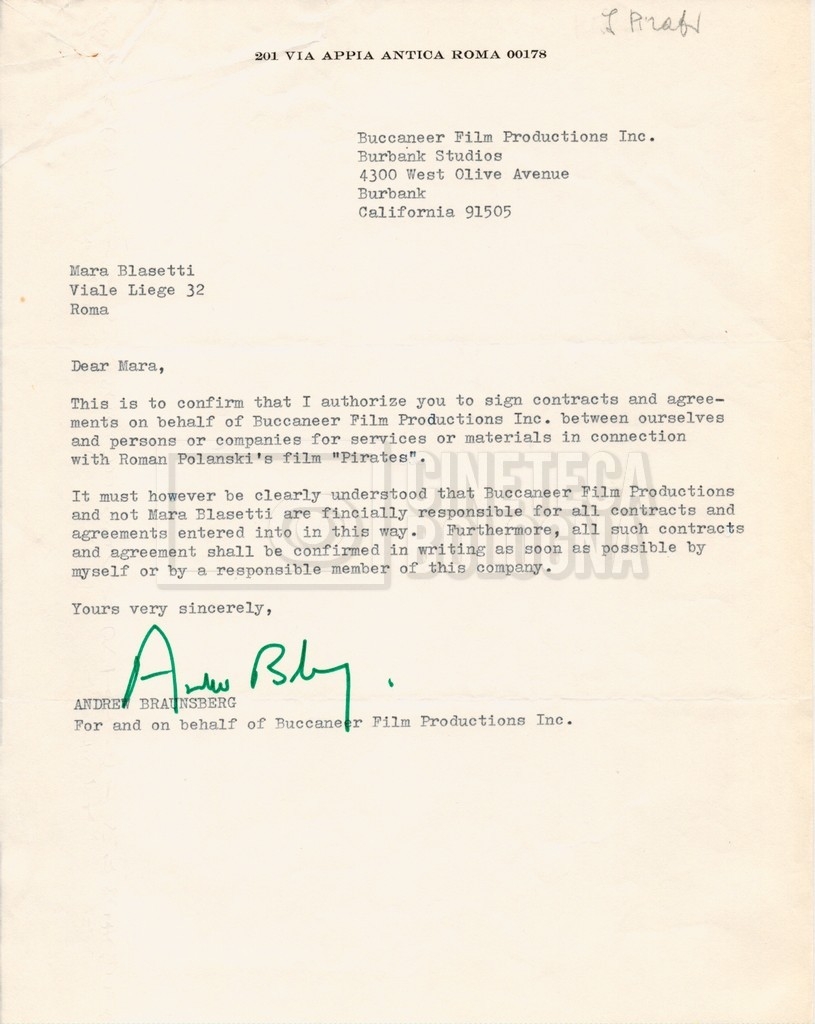 I Pirati
201 VIA APPIA ANTICA ROMA 00178
Buccaneer Film Productions Inc.
Burbank Studios
4300 West Olive Avenue
Burbank
California 91505
Mara Blasetti
Viale Liege 32
Roma
Dear Mara,
This is to confirm that I authorize you to sign contracts and agree-
ments on behalf of Buccaneer Film Productions Inc. between ourselves
and persons or companies for services or materials in connection
with Roman Polanski's film "Pirates".
It must however be clearly understood that Buccaneer Film Productions
and not Mara Blasetti are fincially responsible for all contracts and
agreements entered into in this way. Furthermore, all such contracts
and agreement shall be confirmed in writing as soon as possible by
myself or by a responsible member of this company.
CINETECA
BOLOGNA
Yours very sincerely,
ANDREW BRAUNSBERG
For and on behalf of Buccaneer Film Productions Inc.